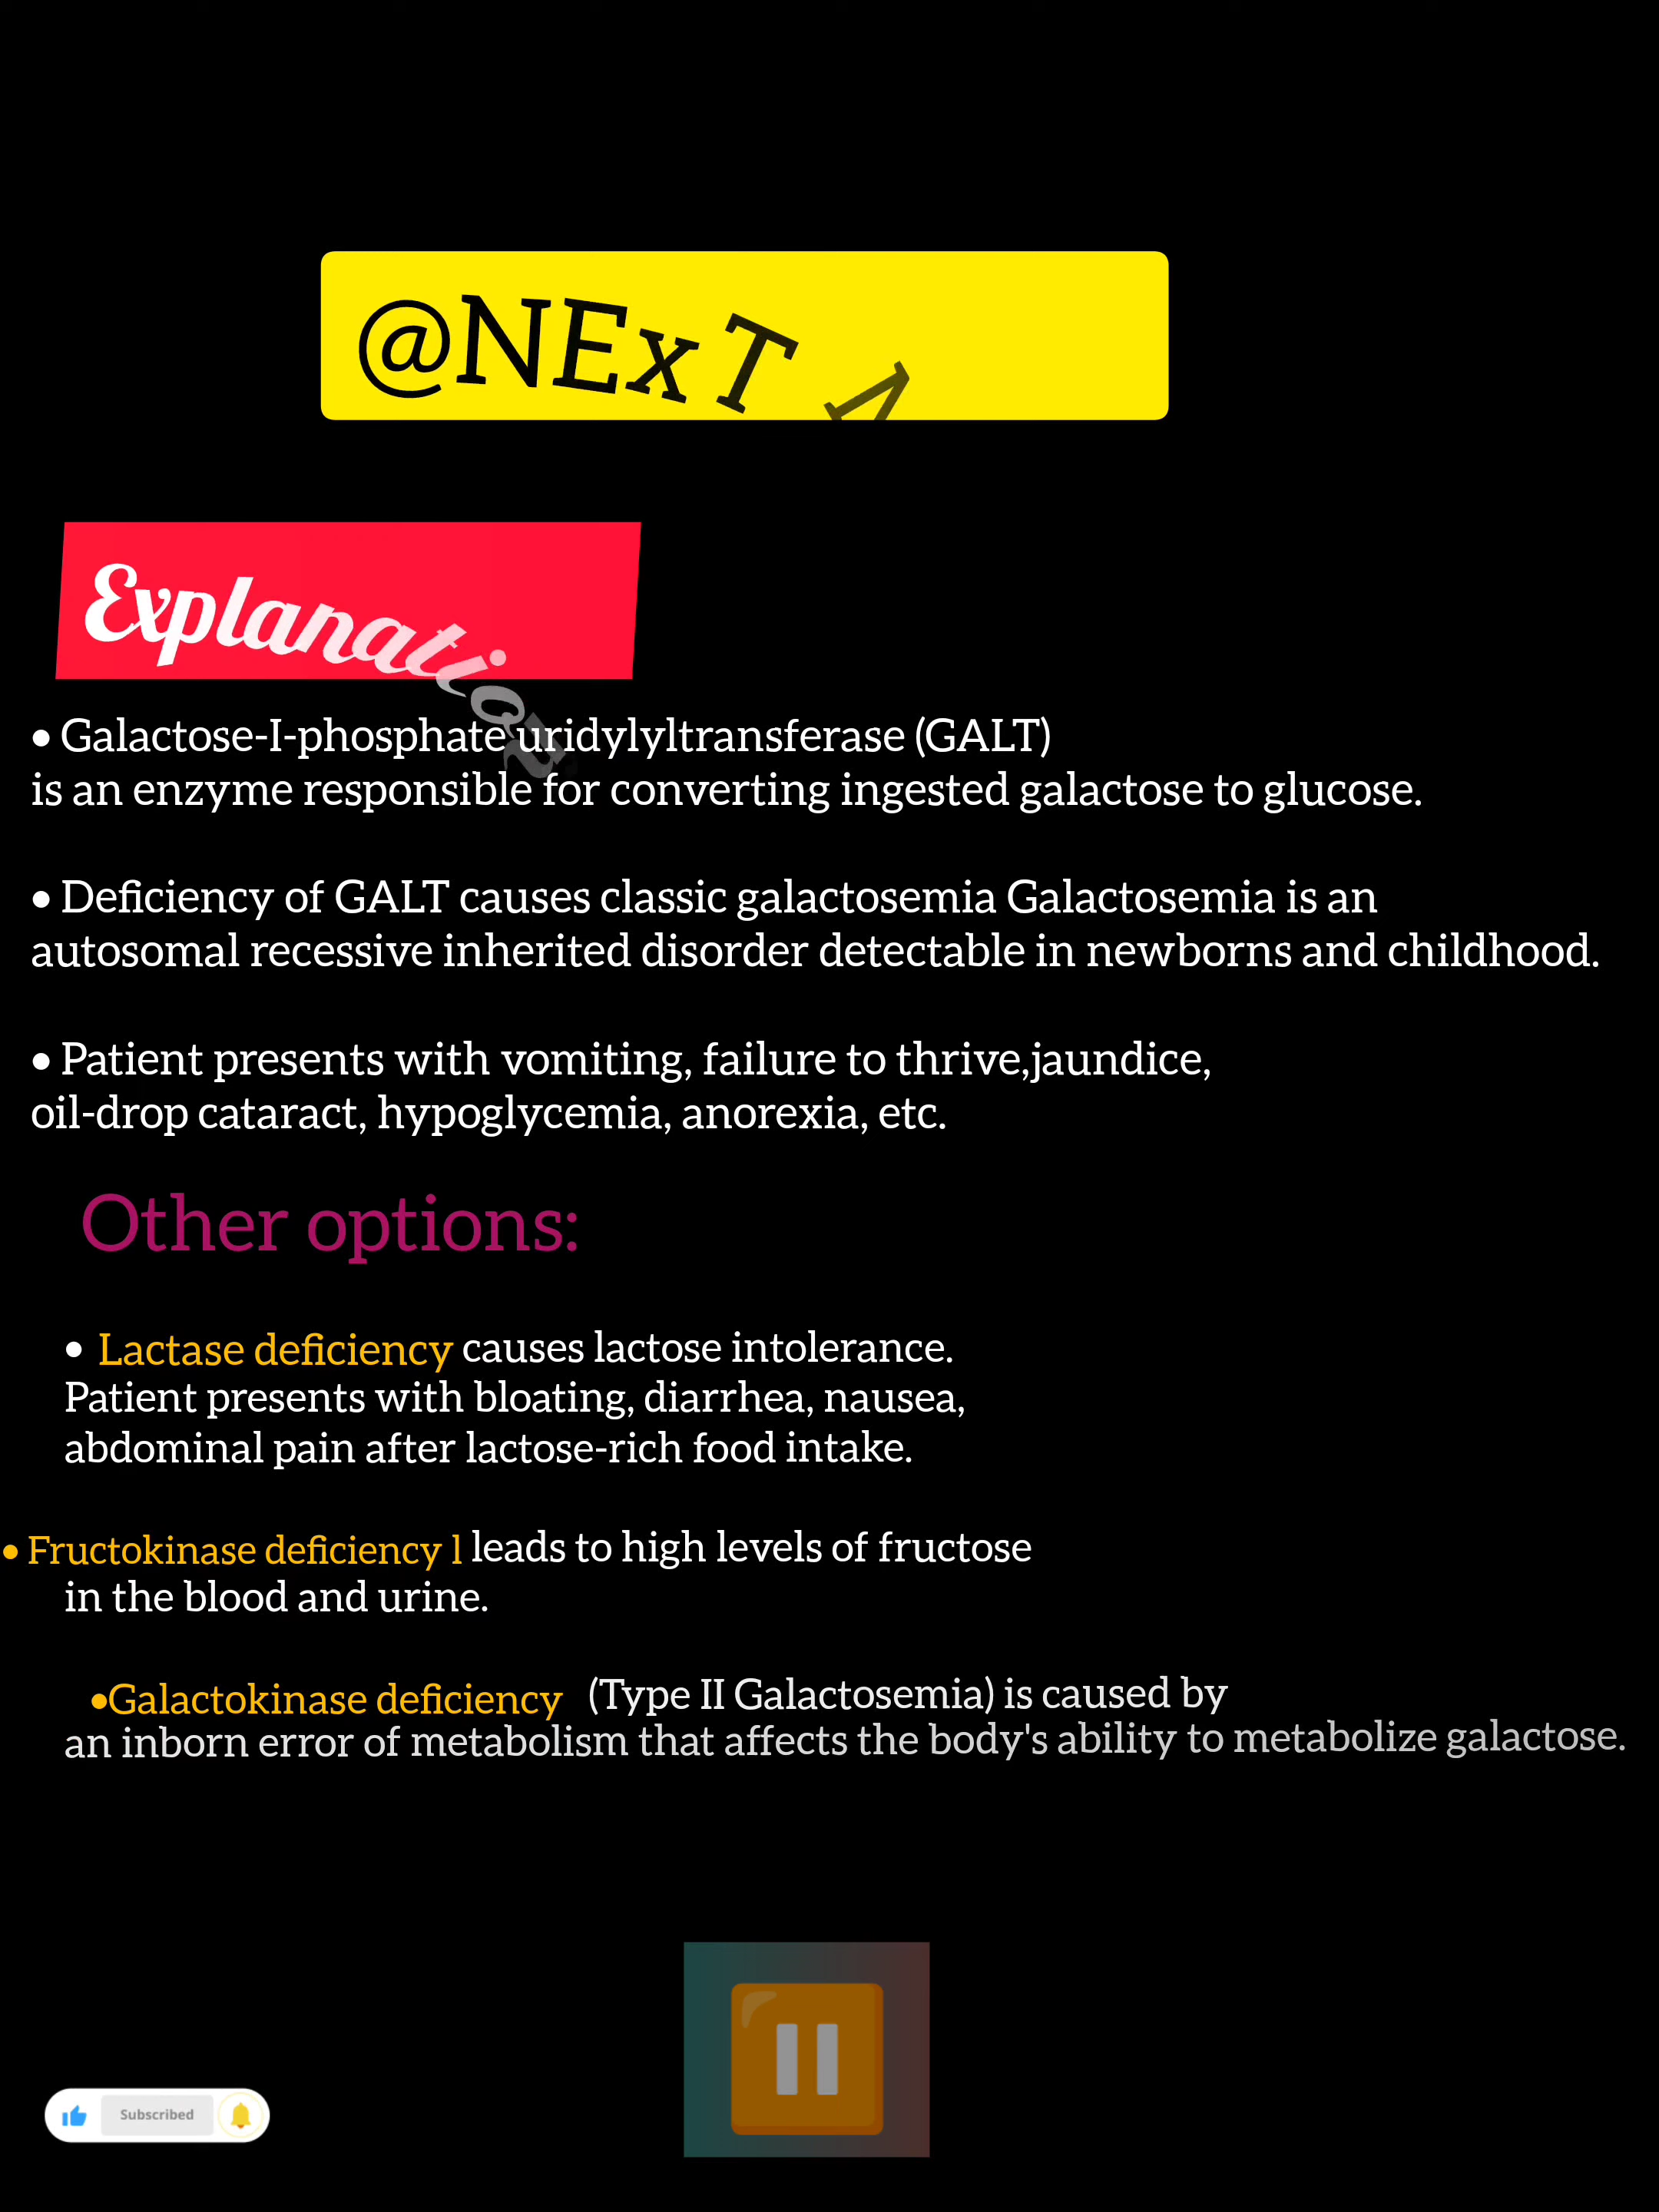 @NExT
Explanation
• Galactose-I-phosphate uridylyltransferase (GALT)
is an enzyme responsible for converting ingested galactose to glucose.
• Deficiency of GALT causes classic galactosemia Galactosemia is an
autosomal recessive inherited disorder detectable in newborns and childhood.
• Patient presents with vomiting, failure to thrive,jaundice,
oil-drop cataract, hypoglycemia, anorexia, etc.
Other options:
• Lactase deficiency causes lactose intolerance.
Patient presents with bloating, diarrhea, nausea,
abdominal pain after lactose-rich food intake.
• Fructokinase deficiency l leads to high levels of fructose
in the blood and urine.
•Galactokinase deficiency (Type II Galactosemia) is caused by
an inborn error of metabolism that affects the body's ability to metabolize galactose.
Subscribed